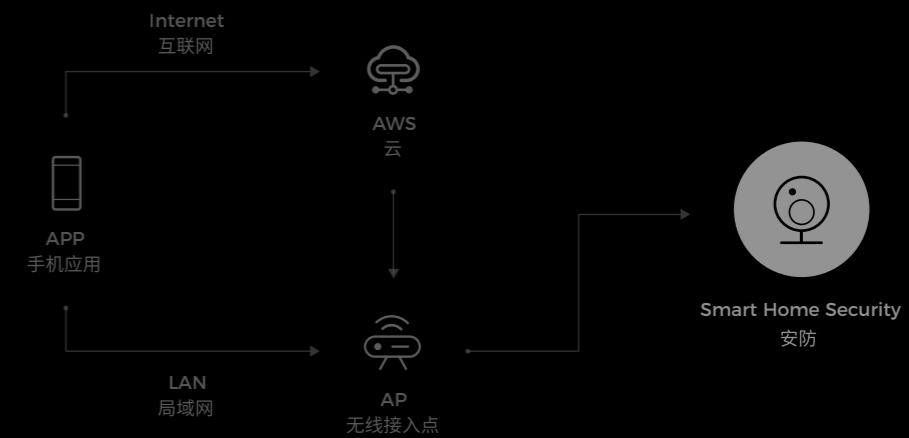 Internet
互联网
AWS
云
APP
手机应用
Smart Home Security
安防
LAN
局域网
AP
无线接入点